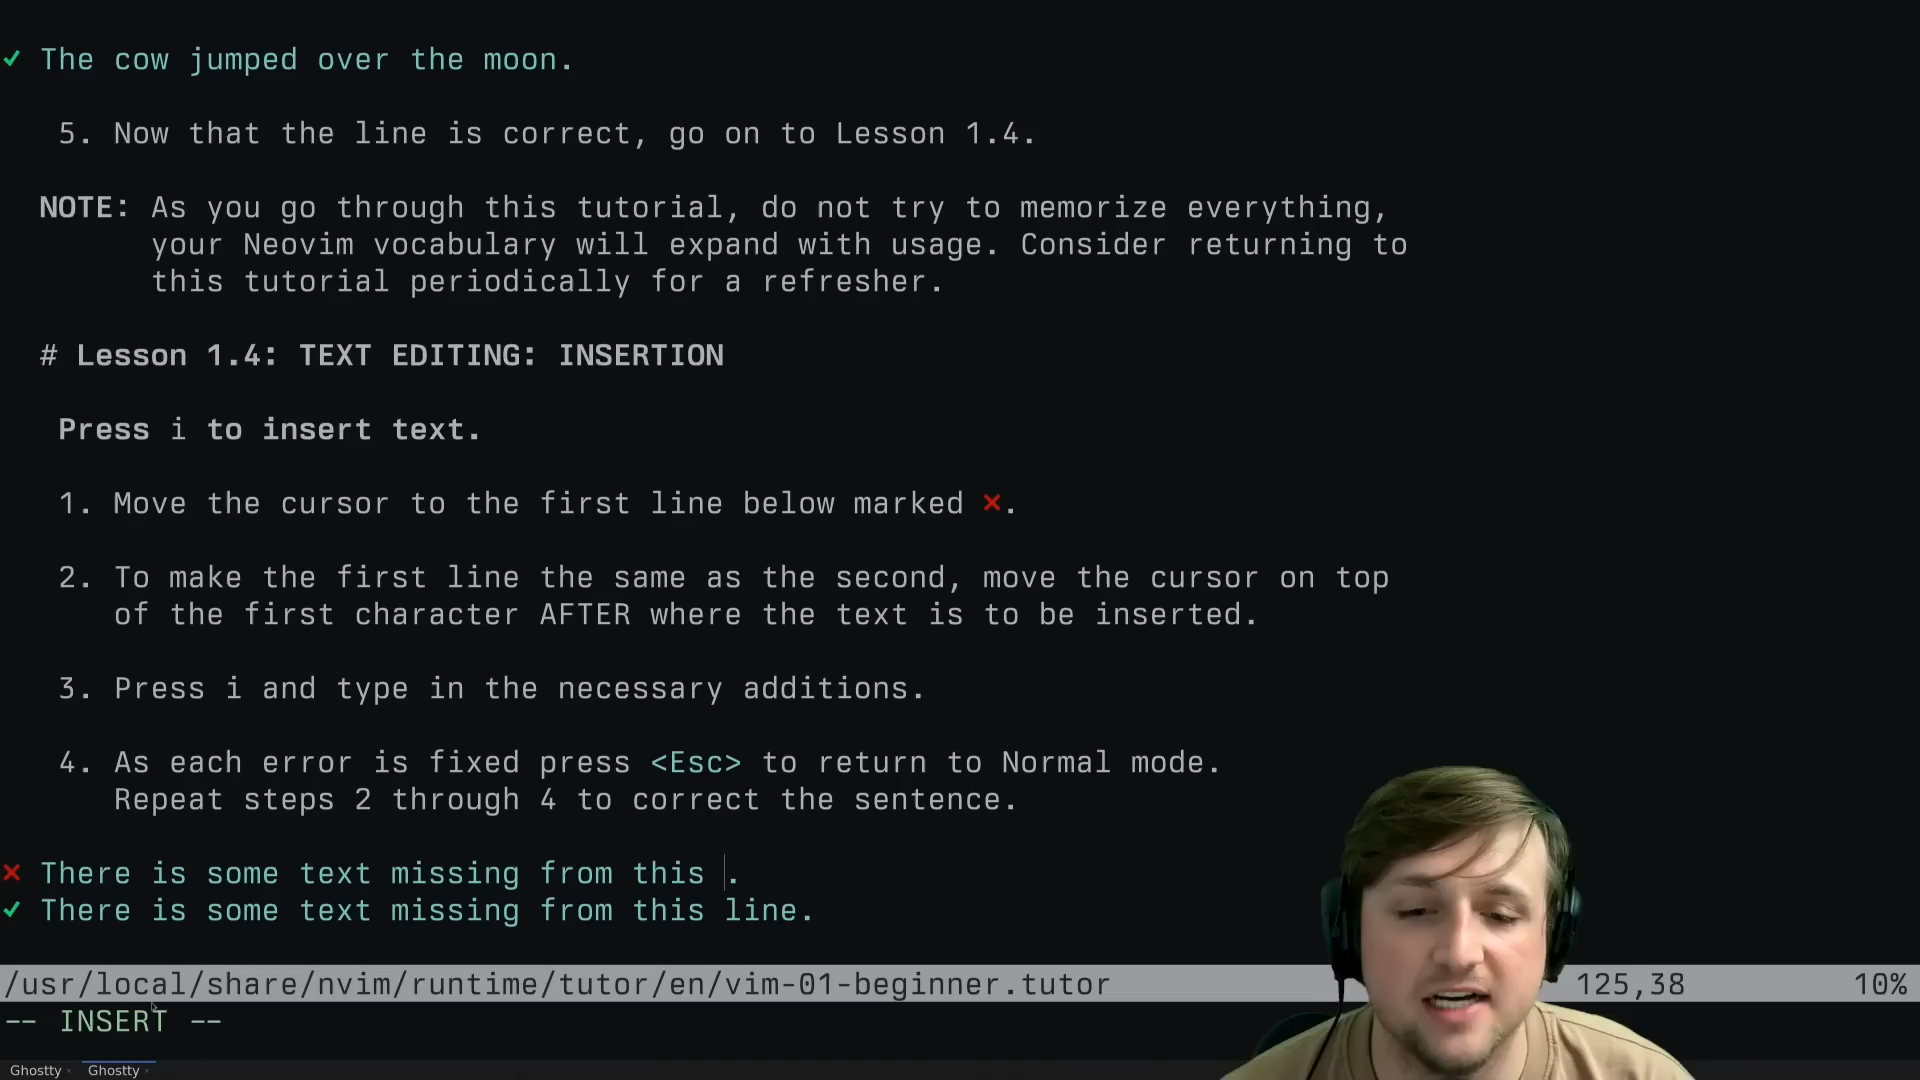 ✓ The cow jumped over the moon.
5. Now that the line is correct, go on to Lesson 1.4.
NOTE: As you go through this tutorial, do not try to memorize everything,
your Neovim vocabulary will expand with usage. Consider returning to
this tutorial periodically for a refresher.
# Lesson 1.4: TEXT EDITING: INSERTION
Press i to insert text.
1. Move the cursor to the first line below marked ✗.
2. To make the first line the same as the second, move the cursor on top
of the first character AFTER where the text is to be inserted.
3. Press i and type in the necessary additions.
4. As each error is fixed press <Esc> to return to Normal mode.
Repeat steps 2 through 4 to correct the sentence.
✗ There is some text missing from this .
✓ There is some text missing from this line.
/usr/local/share/nvim/runtime/tutor/en/vim-01-beginner.tutor 125,38 10%
-- INSERT --
Ghostty Ghostty